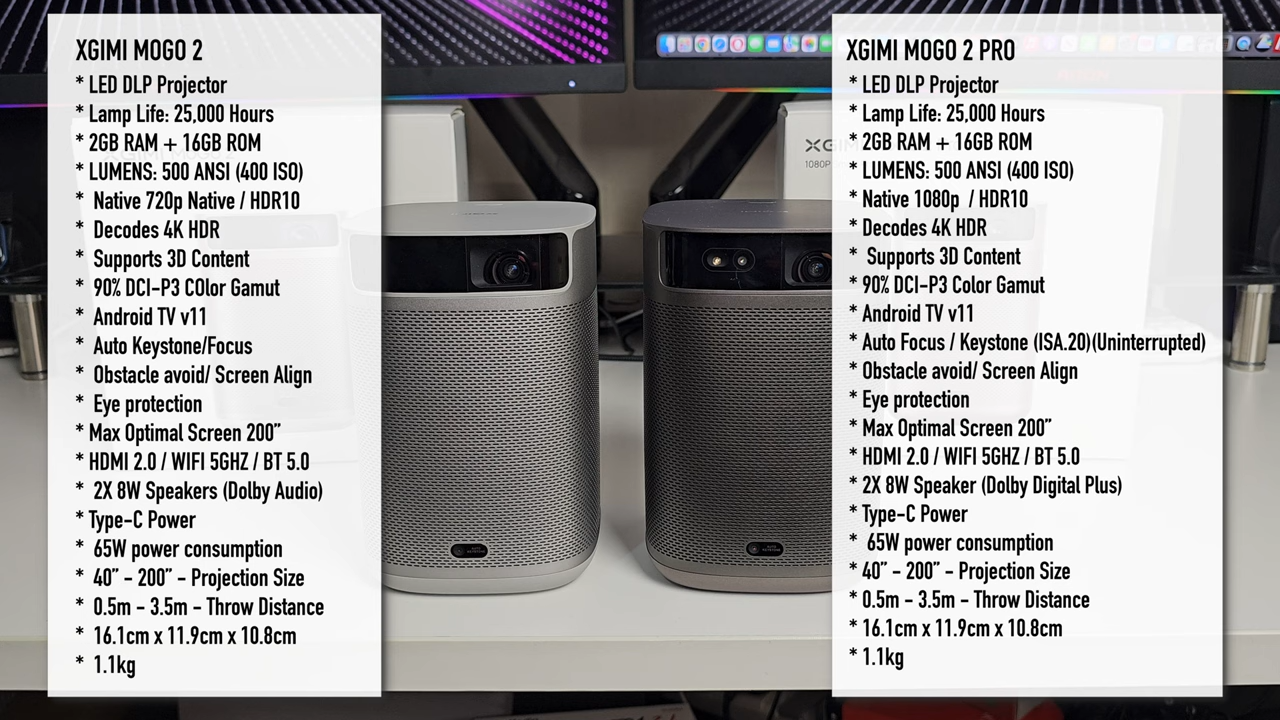 XGIMI MOGO 2
* LED DLP Projector
* Lamp Life: 25,000 Hours
* 2GB RAM + 16GB ROM
* LUMENS: 500 ANSI (400 ISO)
* Native 720p Native / HDR10
* Decodes 4K HDR
* Supports 3D Content
* 90% DCI-P3 COlor Gamut
* Android TV v11
* Auto Keystone/Focus
* Obstacle avoid/ Screen Align
* Eye protection
* Max Optimal Screen 200”
* HDMI 2.0 / WIFI 5GHZ / BT 5.0
* 2X 8W Speakers (Dolby Audio)
* Type-C Power
* 65W power consumption
* 40” - 200” - Projection Size
* 0.5m - 3.5m - Throw Distance
* 16.1cm x 11.9cm x 10.8cm
* 1.1kg
XGIMI MOGO 2 PRO
* LED DLP Projector
* Lamp Life: 25,000 Hours
* 2GB RAM + 16GB ROM
* LUMENS: 500 ANSI (400 ISO)
* Native 1080p / HDR10
* Decodes 4K HDR
* Supports 3D Content
* 90% DCI-P3 Color Gamut
* Android TV v11
* Auto Focus / Keystone (ISA.20)(Uninterrupted)
* Obstacle avoid/ Screen Align
* Eye protection
* Max Optimal Screen 200”
* HDMI 2.0 / WIFI 5GHZ / BT 5.0
* 2X 8W Speaker (Dolby Digital Plus)
* Type-C Power
* 65W power consumption
* 40” - 200” - Projection Size
* 0.5m - 3.5m - Throw Distance
* 16.1cm x 11.9cm x 10.8cm
* 1.1kg
XGIMI MOGO 2
1080P